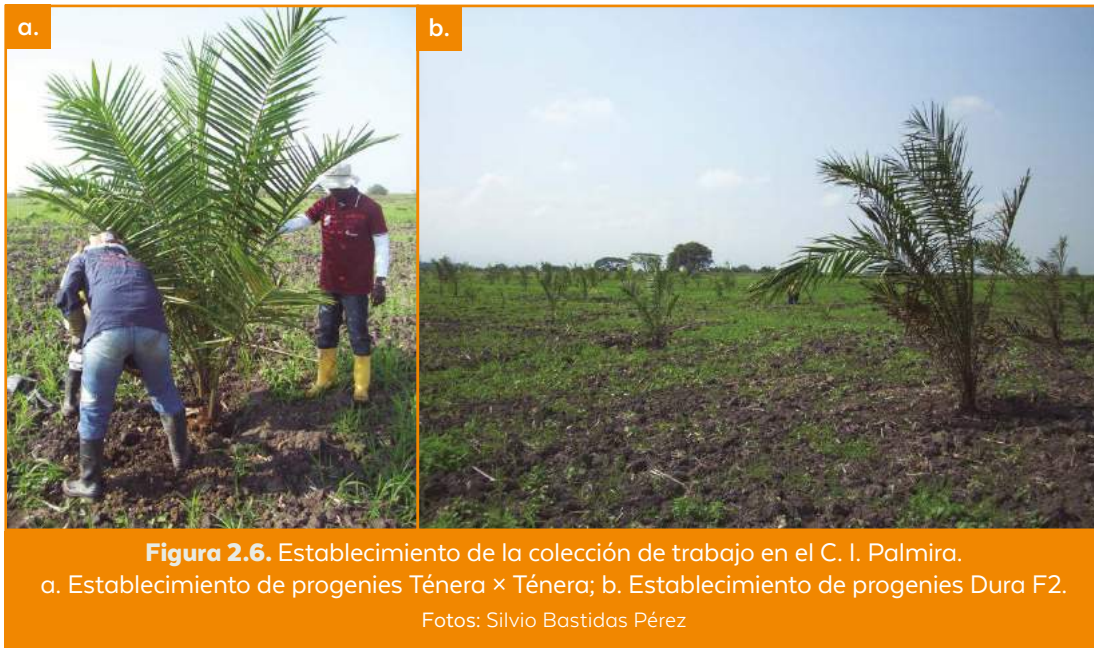 a.
b.
Figura 2.6. Establecimiento de la colección de trabajo en el C. I. Palmira.
a. Establecimiento de progenies Ténera × Ténera; b. Establecimiento de progenies Dura F2.
Fotos: Silvio Bastidas Pérez